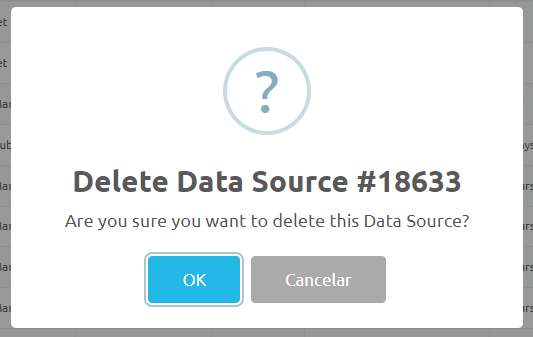 ?
Delete Data Source #18633
Are you sure you want to delete this Data Source?
OK
Cancelar